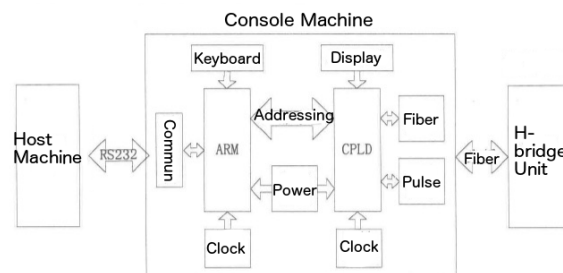 Console Machine
Keyboard
Display
Host
Machine
RS232
Commun
ARM
Addressing
CPLD
Fiber
Power
Pulse
Clock
Clock
Fiber
H-
bridge
Unit